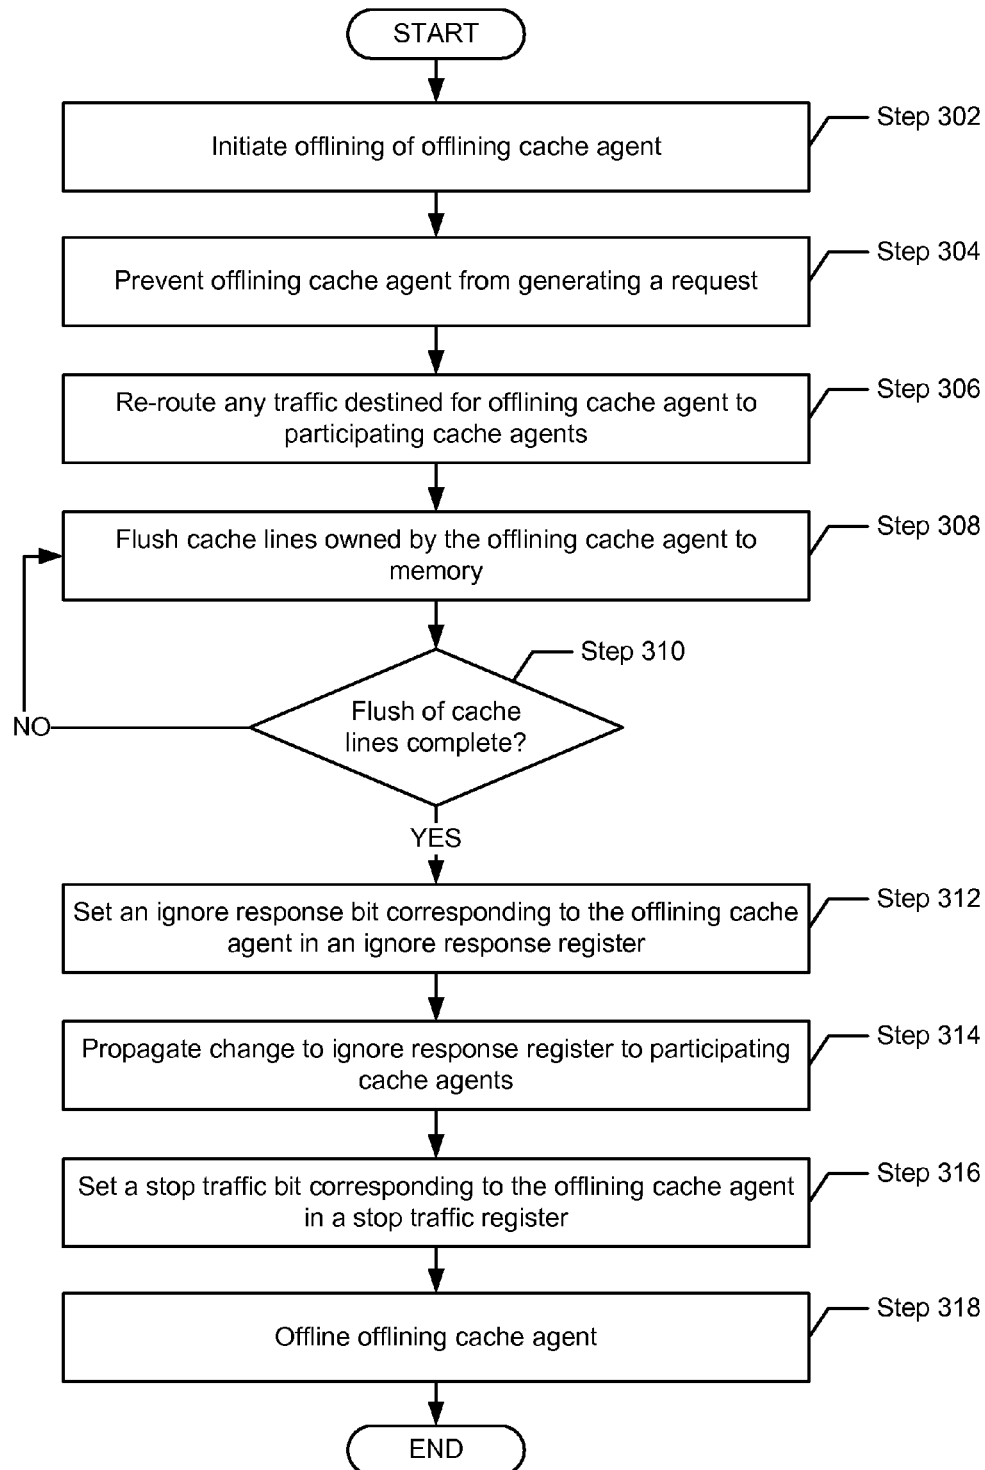 START
Step 302
Initiate offlining of offlining cache agent
Step 304
Prevent offlining cache agent from generating a request
Step 306
Re-route any traffic destined for offlining cache agent to
participating cache agents
Step 308
Flush cache lines owned by the offlining cache agent to
memory
Step 310
Flush of cache
lines complete?
NO
YES
Step 312
Set an ignore response bit corresponding to the offlining cache
agent in an ignore response register
Step 314
Propagate change to ignore response register to participating
cache agents
Step 316
Set a stop traffic bit corresponding to the offlining cache agent
in a stop traffic register
Step 318
Offline offlining cache agent
END